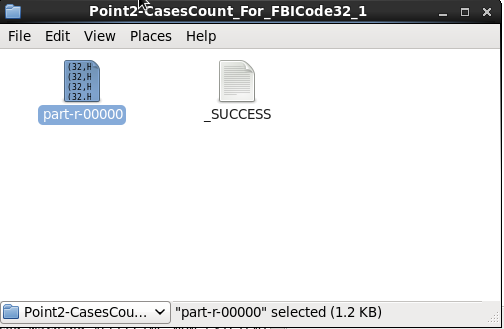 Point2-CasesCount_For_FBICode32_1
File Edit View Places Help
(32,H
(32,H
(32,H
(32,H
part-r-00000
_SUCCESS
Point2-CasesCou... "part-r-00000" selected (1.2 KB)